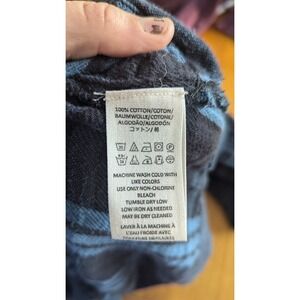 100% COTTON/COTON/
BAUMWOLLE/COTONE/
ALGODÃO/ALGODÓN/
コットン/棉
MACHINE WASH COLD WITH
LIKE COLORS
USE ONLY NON-CHLORINE
BLEACH
TUMBLE DRY LOW
LOW IRON AS NEEDED
MAY BE DRY CLEANED
LAVER À LA MACHINE À
L'EAU FROIDE AVEC